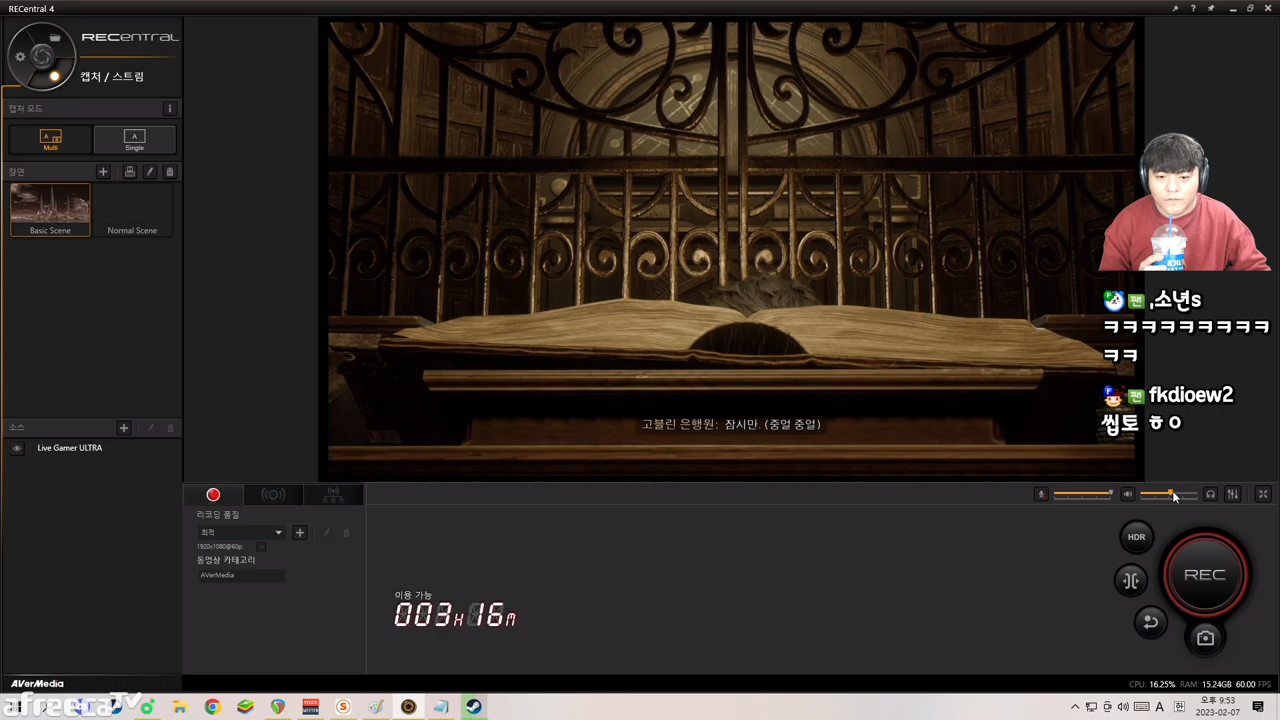 RECentral 4
RECENTRAL
캡처 / 스트림
캡처 모드
i
Multi
Single
장면
Basic Scene
Normal Scene
소스
Live Gamer ULTRA
고블린 은행원: 잠시만. (중얼 중얼)
,소년s
ㅋㅋㅋㅋㅋㅋㅋㅋㅋ
ㅋㅋ
fkdioew2
씹토 ㅎㅇ
리코딩 품질
최적
1920x1080@60p
동영상 카테고리
AVerMedia
이용 가능
003H 16M
HDR
REC
AVerMedia
CPU: 16.25% RAM: 15.24GB 60.00 FPS
afreecaTV
A
한
오후 9:53
2023-02-07